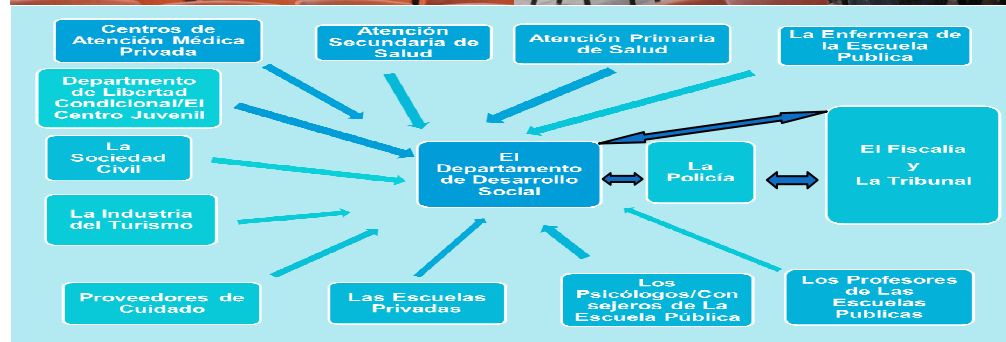 Centros de
Atención Médica
Privada
Atención
Secundaria de
Salud
Atención Primaria
de Salud
La Enfermera de
la Escuela
Publica
Departmento
de Libertad
Condicional/El
Centro Juvenil
La
Sociedad
Civil
El
Departamento
de Desarrollo
Social
La
Policía
El Fiscalía
y
La Tribunal
La Industria
del Turismo
Proveedores de
Cuidado
Las Escuelas
Privadas
Los
Psicólogos/Con
sejeros de La
Escuela Pública
Los Profesores
de Las
Escuelas
Publicas